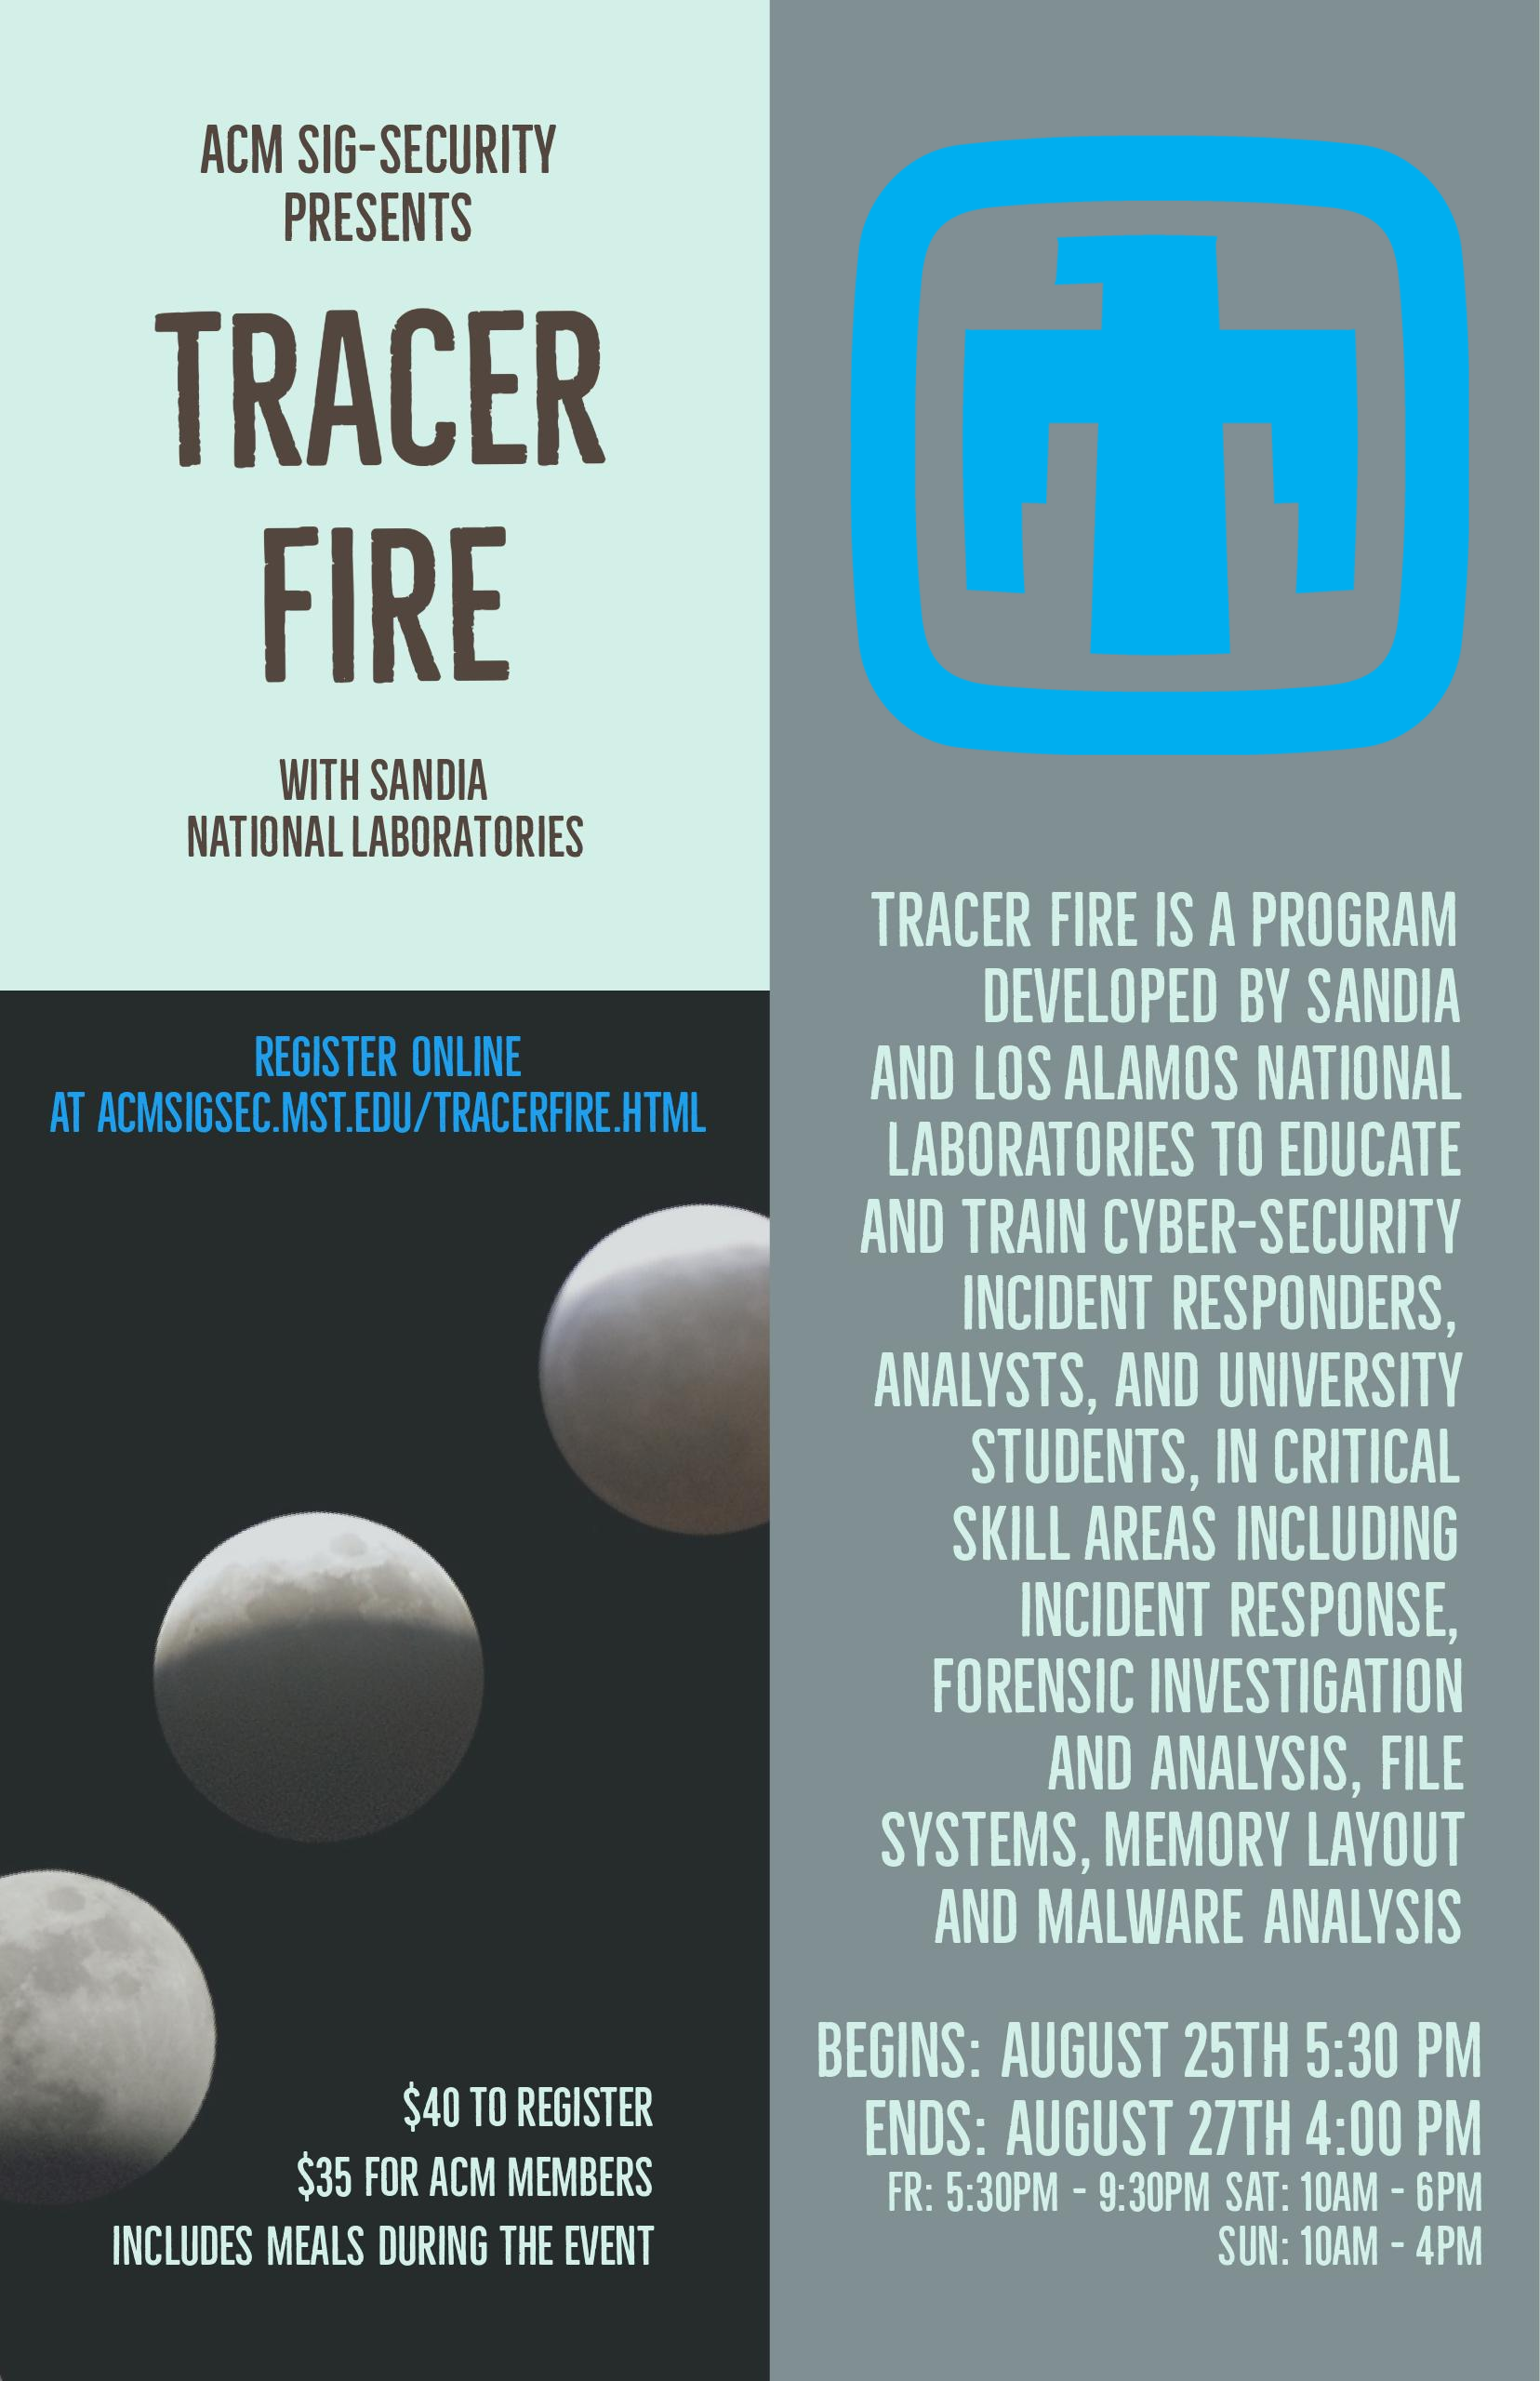 ACM SIG-SECURITY
PRESENTS
TRACER
FIRE
WITH SANDIA
NATIONAL LABORATORIES
REGISTER ONLINE
AT ACMSIGSEC.MST.EDU/TRACERFIRE.HTML
$40 TO REGISTER
$35 FOR ACM MEMBERS
INCLUDES MEALS DURING THE EVENT
TRACER FIRE IS A PROGRAM
DEVELOPED BY SANDIA
AND LOS ALAMOS NATIONAL
LABORATORIES TO EDUCATE
AND TRAIN CYBER-SECURITY
INCIDENT RESPONDERS,
ANALYSTS, AND UNIVERSITY
STUDENTS, IN CRITICAL
SKILL AREAS INCLUDING
INCIDENT RESPONSE,
FORENSIC INVESTIGATION
AND ANALYSIS, FILE
SYSTEMS, MEMORY LAYOUT
AND MALWARE ANALYSIS
BEGINS: AUGUST 25TH 5:30 PM
ENDS: AUGUST 27TH 4:00 PM
FR: 5:30PM - 9:30PM SAT: 10AM - 6PM
SUN: 10AM - 4PM